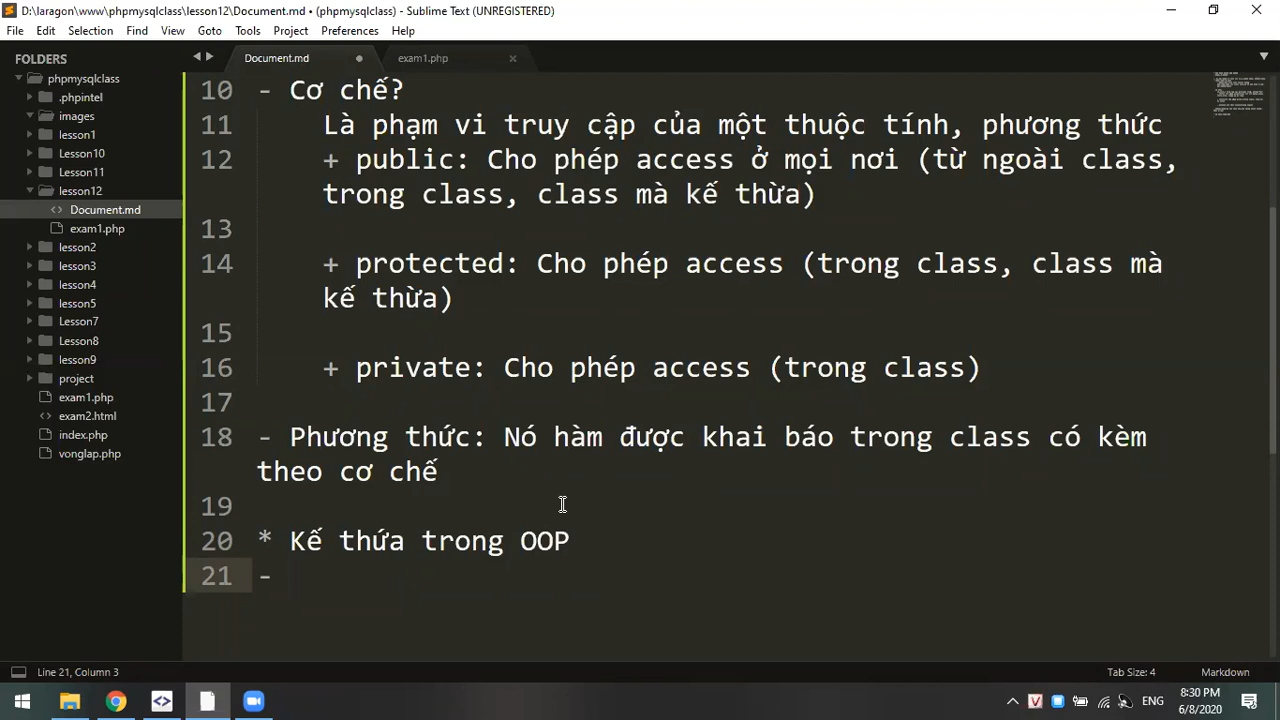 D:\laragon\www\phpmysqlclass\lesson12\Document.md • (phpmysqlclass) - Sublime Text (UNREGISTERED)
File Edit Selection Find View Goto Tools Project Preferences Help
FOLDERS
phpmysqlclass
.phpintel
images
lesson1
Lesson10
Lesson11
lesson12
Document.md
exam1.php
lesson2
lesson3
lesson4
lesson5
Lesson7
Lesson8
lesson9
project
exam1.php
exam2.html
index.php
vonglap.php
Document.md exam1.php
10 - Cơ chế?
11 Là phạm vi truy cập của một thuộc tính, phương thức
12 + public: Cho phép access ở mọi nơi (từ ngoài class,
trong class, class mà kế thừa)
13
14 + protected: Cho phép access (trong class, class mà
kế thừa)
15
16 + private: Cho phép access (trong class)
17
18 - Phương thức: Nó hàm được khai báo trong class có kèm
theo cơ chế
19
20 * Kế thứa trong OOP
21 -
Line 21, Column 3 Tab Size: 4 Markdown
ENG 8:30 PM
6/8/2020